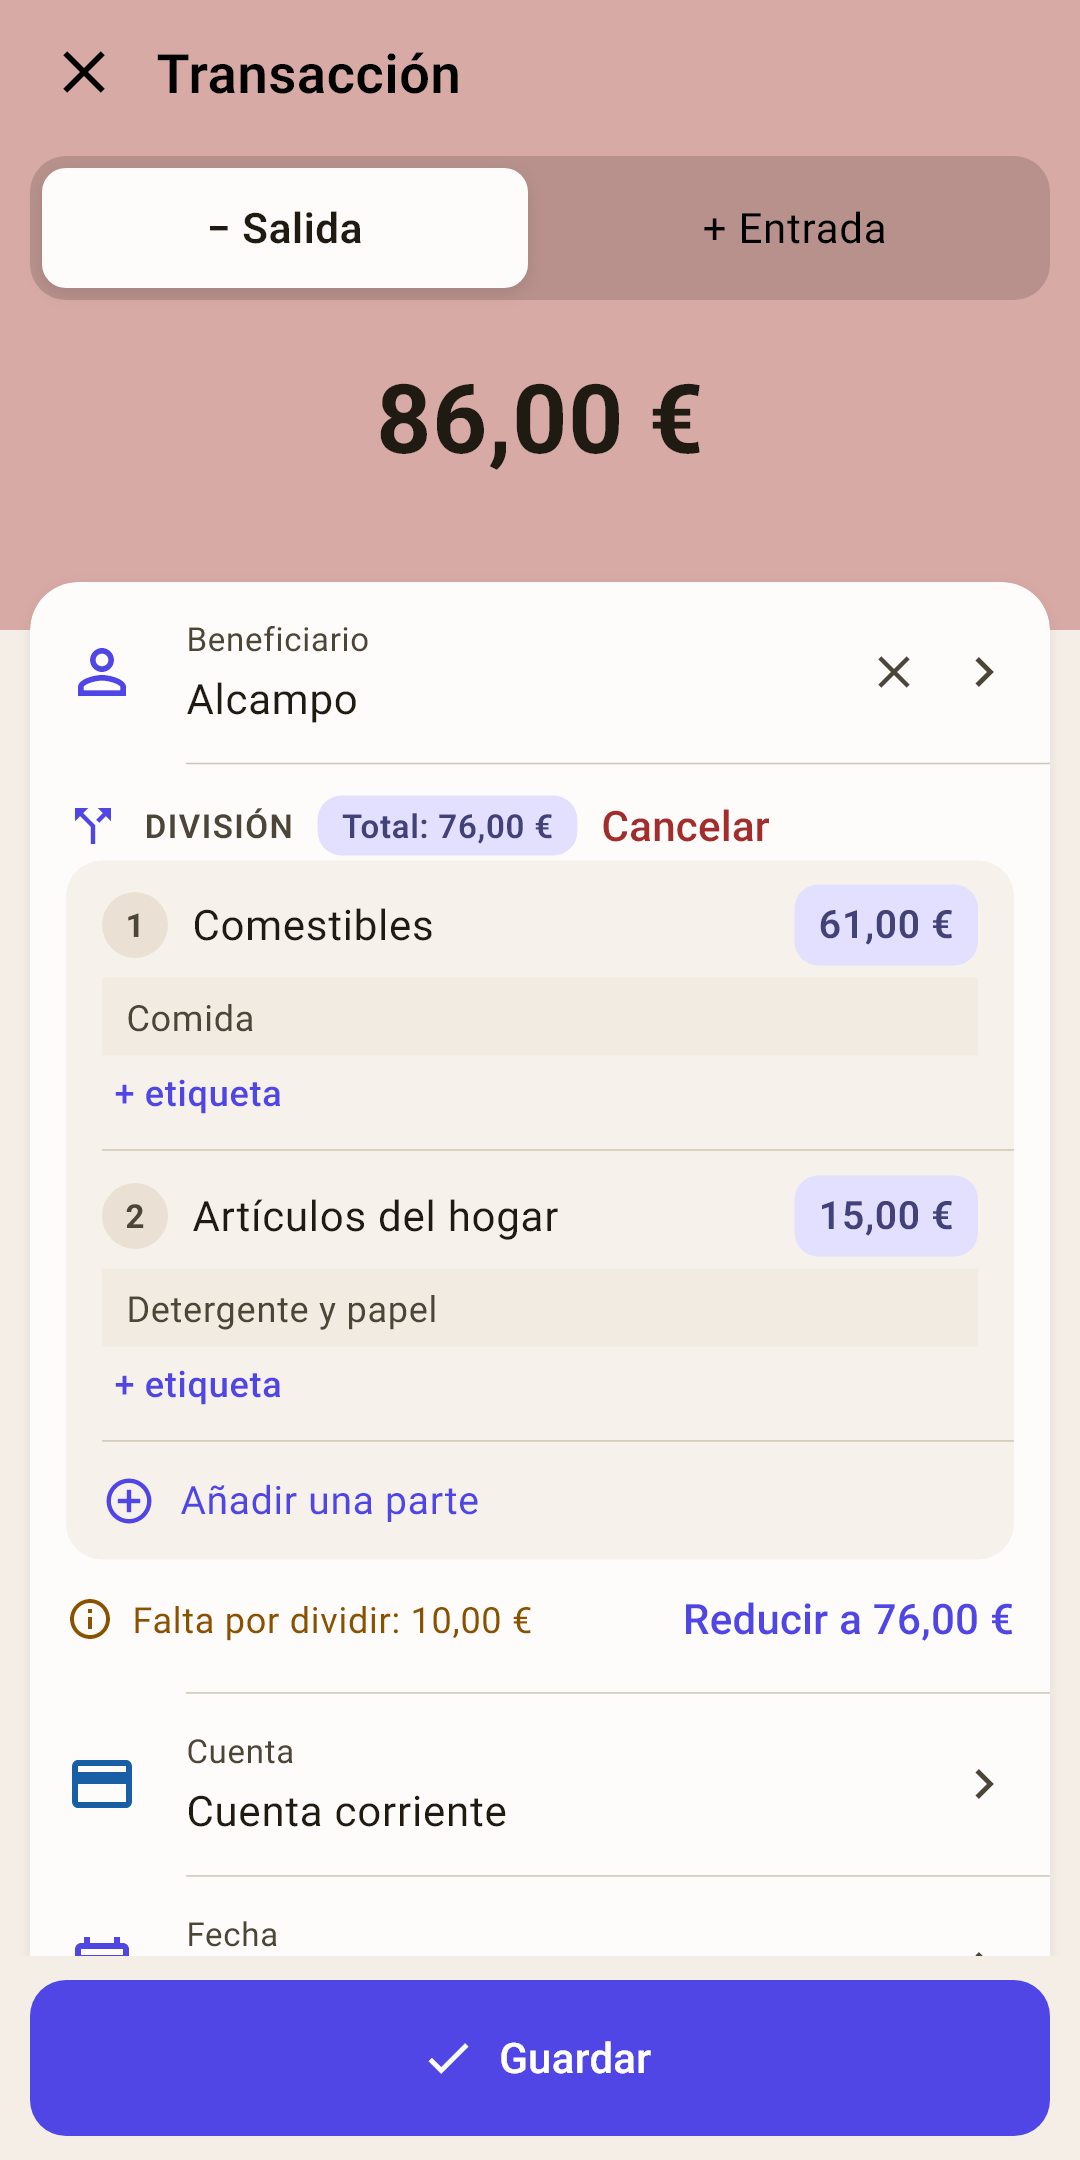 Transacción
− Salida
+ Entrada
86,00 €
Beneficiario
Alcampo
DIVISIÓN
Total: 76,00 €
Cancelar
1
Comestibles
61,00 €
Comida
+ etiqueta
2
Artículos del hogar
15,00 €
Detergente y papel
+ etiqueta
Añadir una parte
Falta por dividir: 10,00 €
Reducir a 76,00 €
Cuenta
Cuenta corriente
Fecha
Guardar